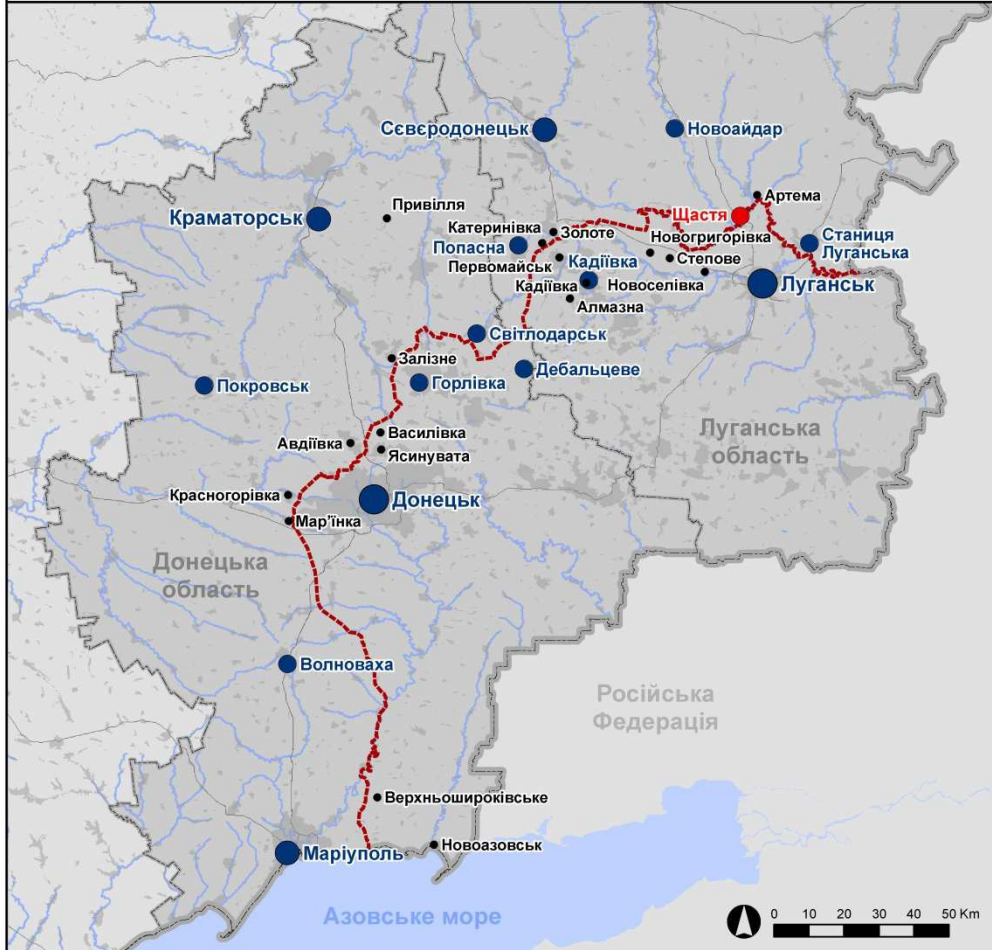 Сєвєродонецьк
Новоайдар
Артема
Привілля
Щастя
Краматорськ
Катеринівка
Золоте
Новогригорівка
Станиця
Луганська
Попасна
Степове
Первомайськ
Кадіївка
Кадіївка
Новоселівка
Луганськ
Алмазна
Світлодарськ
Залізне
Дебальцеве
Покровськ
Горлівка
Василівка
Авдіївка
Ясинувата
Луганська
область
Красногорівка
Донецьк
Мар'їнка
Донецька
область
Волноваха
Російська
Федерація
Верхньошироківське
Новоазовськ
Маріуполь
Азовське море
0 10 20 30 40 50 Км